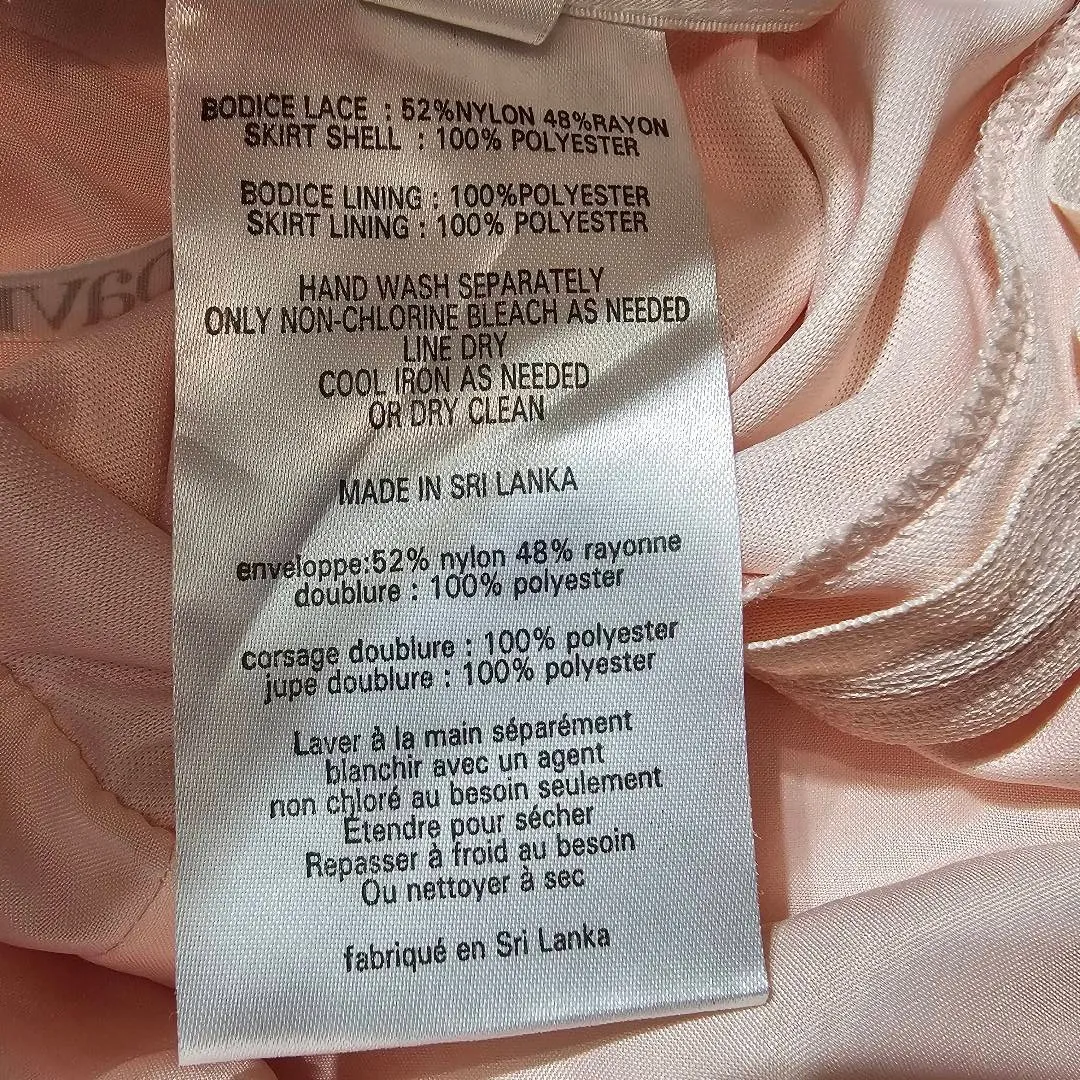 BODICE LACE : 52%NYLON 48%RAYON
SKIRT SHELL : 100% POLYESTER
BODICE LINING : 100%POLYESTER
SKIRT LINING : 100% POLYESTER
HAND WASH SEPARATELY
ONLY NON-CHLORINE BLEACH AS NEEDED
LINE DRY
COOL IRON AS NEEDED
OR DRY CLEAN
MADE IN SRI LANKA
enveloppe:52% nylon 48% rayonne
doublure : 100% polyester
corsage doublure : 100% polyester
jupe doublure : 100% polyester
Laver à la main séparément
blanchir avec un agent
non chloré au besoin seulement
Étendre pour sécher
Repasser à froid au besoin
Ou nettoyer à sec
fabriqué en Sri Lanka